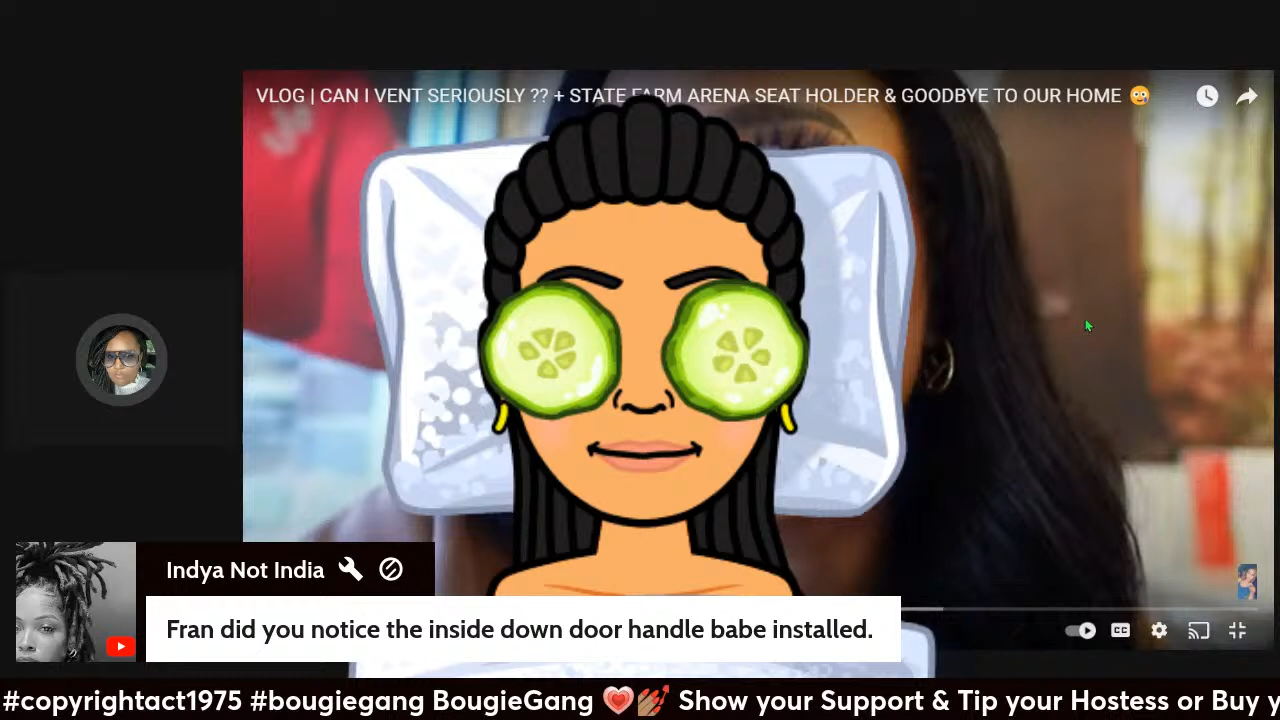 VLOG | CAN I VENT SERIOUSLY ?? + STATE FARM ARENA SEAT HOLDER & GOODBYE TO OUR HOME 🤪
Indya Not India
Fran did you notice the inside down door handle babe installed.
CC
#copyrightact1975 #bougiegang BougieGang 💗💅🏾 Show your Support & Tip your Hostess or Buy y